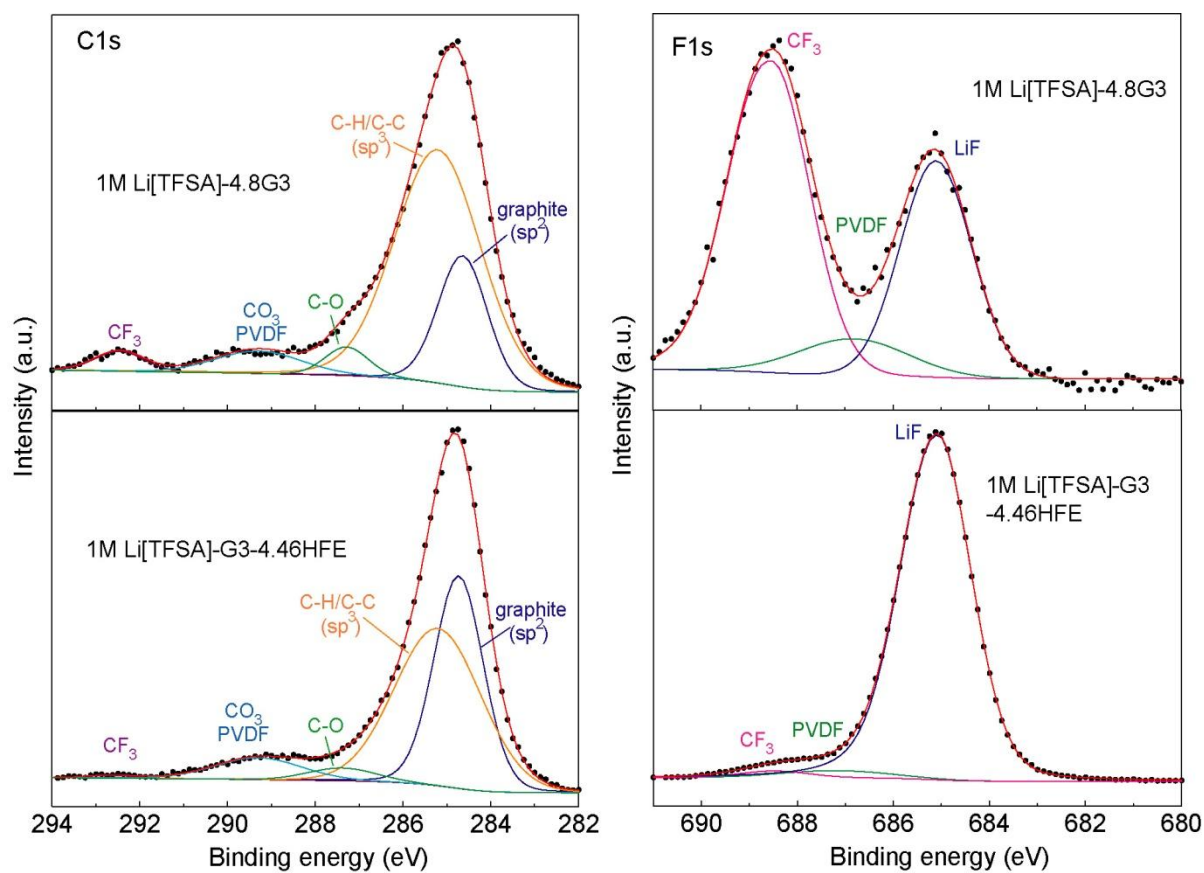 C1s
1M Li[TFSA]-4.8G3
C-H/C-C
(sp³)
graphite
(sp²)
C-O
CO₃
PVDF
CF₃
Intensity (a.u.)
1M Li[TFSA]-G3-4.46HFE
C-H/C-C
(sp³)
graphite
(sp²)
CO₃
PVDF
C-O
CF₃
Intensity (a.u.)
294 292 290 288 286 284 282
Binding energy (eV)
F1s
CF₃
1M Li[TFSA]-4.8G3
LiF
PVDF
Intensity (a.u.)
LiF
1M Li[TFSA]-G3
-4.46HFE
PVDF
CF₃
Intensity (a.u.)
690 688 686 684 682 680
Binding energy (eV)